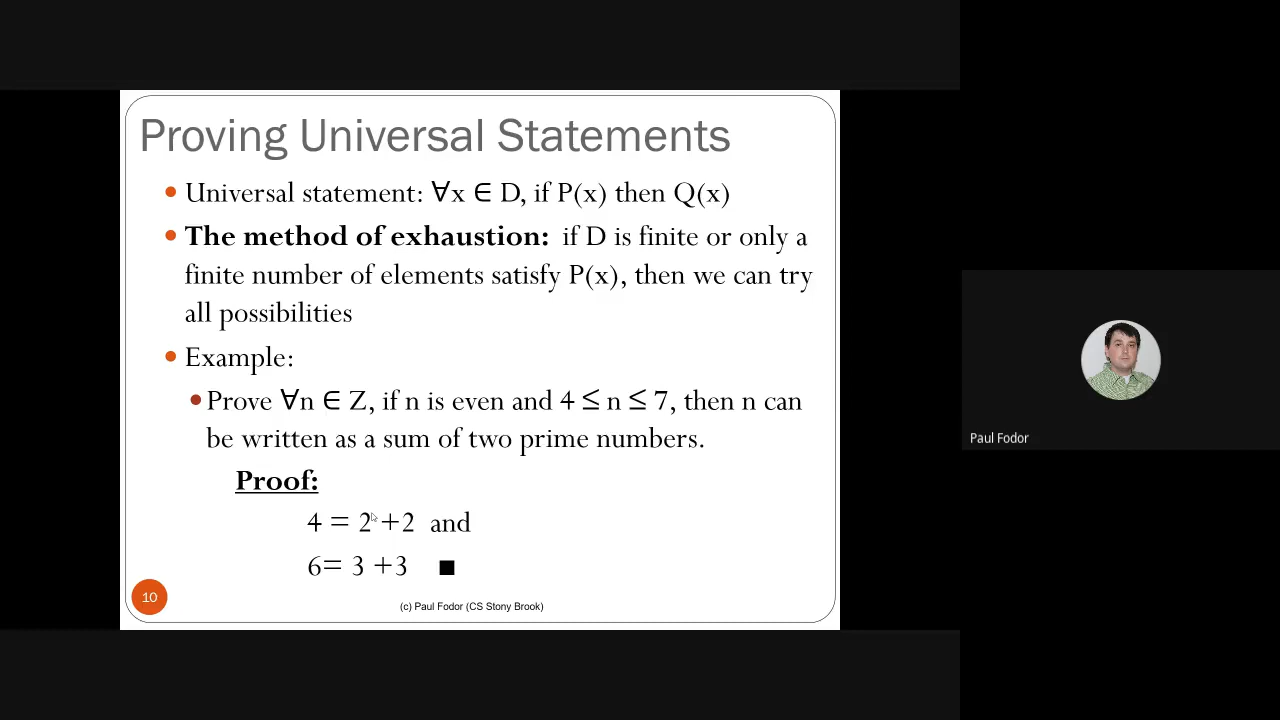 Proving Universal Statements
Universal statement: ∀x ∈ D, if P(x) then Q(x)
The method of exhaustion: if D is finite or only a
finite number of elements satisfy P(x), then we can try
all possibilities
Example:
Prove ∀n ∈ Z, if n is even and 4 ≤ n ≤ 7, then n can
be written as a sum of two prime numbers.
Proof:
4 = 2 +2 and
6= 3 +3 ■
10
(c) Paul Fodor (CS Stony Brook)
Paul Fodor